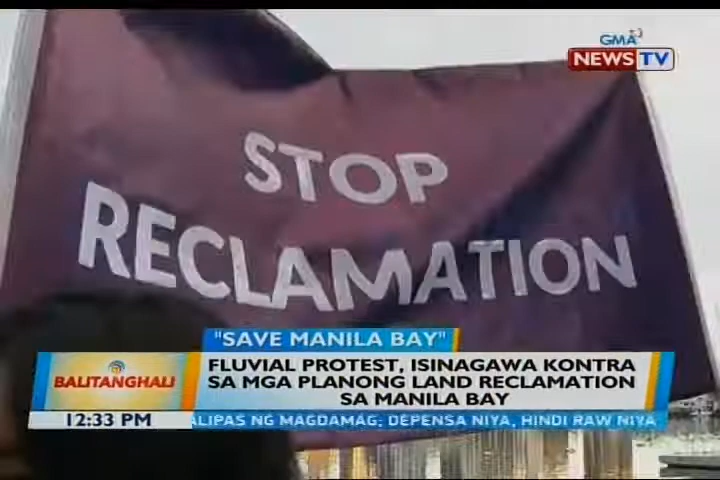 GMA
NEWS TV
STOP
RECLAMATION
"SAVE MANILA BAY"
FLUVIAL PROTEST, ISINAGAWA KONTRA
SA MGA PLANONG LAND RECLAMATION
SA MANILA BAY
BALITANGHALI
12:33 PM
ALIPAS NG MAGDAMAG; DEPENSA NIYA, HINDI RAW NIYA